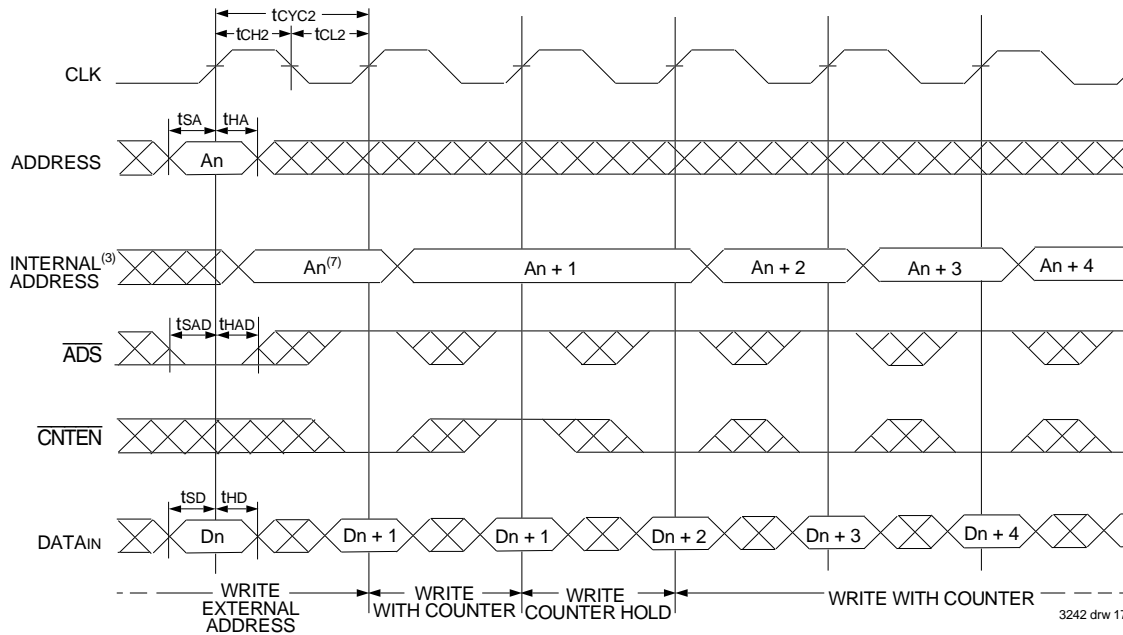 tCYC2
tCH2 tCL2
CLK
tSA tHA
ADDRESS An
INTERNAL(3)
ADDRESS An(7) An + 1 An + 2 An + 3 An + 4
tSAD tHAD
ADS
CNTEN
tSD tHD
DATAIN Dn Dn + 1 Dn + 1 Dn + 2 Dn + 3 Dn + 4
WRITE
EXTERNAL
ADDRESS
WRITE
WITH COUNTER
WRITE
COUNTER HOLD
WRITE WITH COUNTER
3242 drw 17